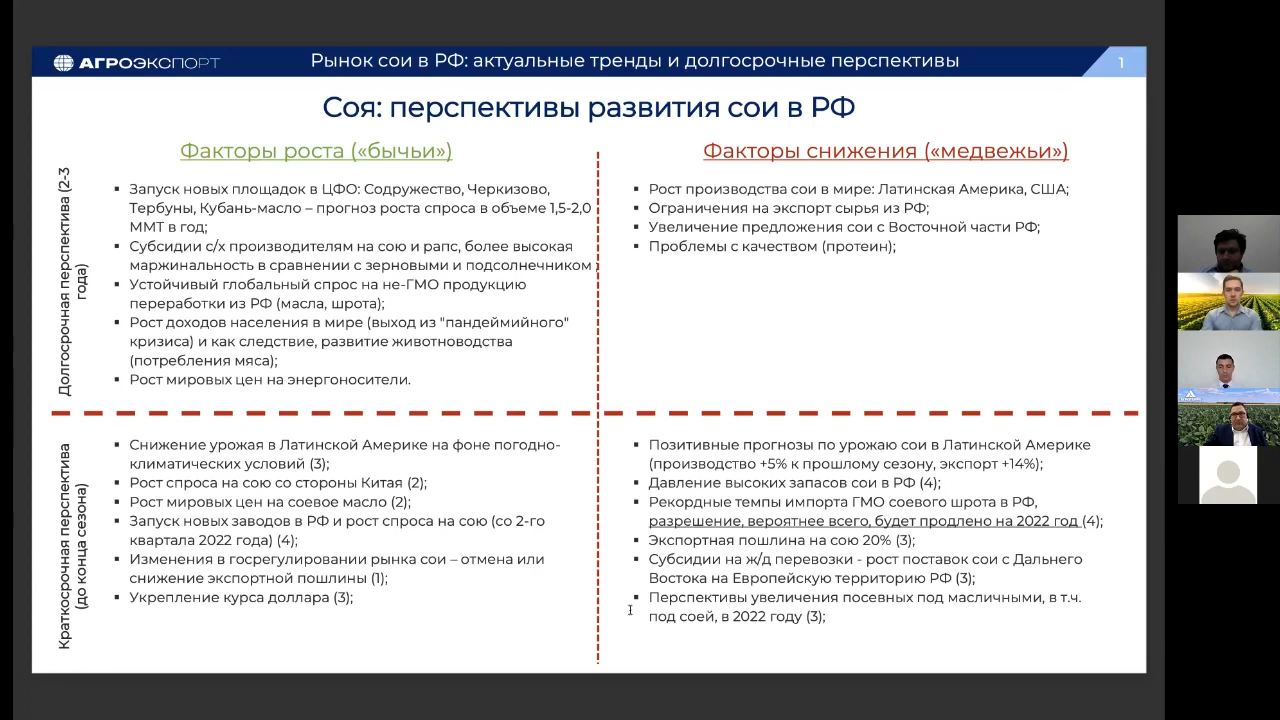 АГРОЭКСПОРТ
Рынок сои в РФ: актуальные тренды и долгосрочные перспективы
1
Соя: перспективы развития сои в РФ
Факторы роста («бычьи»)
Факторы снижения («медвежьи»)
Долгосрочная перспектива (2-3
года)
▪ Запуск новых площадок в ЦФО: Содружество, Черкизово,
Тербуны, Кубань-масло – прогноз роста спроса в объеме 1,5-2,0
ММТ в год;
▪ Субсидии с/х производителям на сою и рапс, более высокая
маржинальность в сравнении с зерновыми и подсолнечником
▪ Устойчивый глобальный спрос на не-ГМО продукцию
переработки из РФ (масла, шрота);
▪ Рост доходов населения в мире (выход из "пандеймийного"
кризиса) и как следствие, развитие животноводства
(потребления мяса);
▪ Рост мировых цен на энергоносители.
▪ Рост производства сои в мире: Латинская Америка, США;
▪ Ограничения на экспорт сырья из РФ;
▪ Увеличение предложения сои с Восточной части РФ;
▪ Проблемы с качеством (протеин);
Краткосрочная перспектива
(до конца сезона)
▪ Снижение урожая в Латинской Америке на фоне погодно-
климатических условий (3);
▪ Рост спроса на сою со стороны Китая (2);
▪ Рост мировых цен на соевое масло (2);
▪ Запуск новых заводов в РФ и рост спроса на сою (со 2-го
квартала 2022 года) (4);
▪ Изменения в госрегулировании рынка сои – отмена или
снижение экспортной пошлины (1);
▪ Укрепление курса доллара (3);
▪ Позитивные прогнозы по урожаю сои в Латинской Америке
(производство +5% к прошлому сезону, экспорт +14%);
▪ Давление высоких запасов сои в РФ (4);
▪ Рекордные темпы импорта ГМО соевого шрота в РФ,
разрешение, вероятнее всего, будет продлено на 2022 год (4);
▪ Экспортная пошлина на сою 20% (3);
▪ Субсидии на ж/д перевозки - рост поставок сои с Дальнего
Востока на Европейскую территорию РФ (3);
▪ Перспективы увеличения посевных под масличными, в т.ч.
под соей, в 2022 году (3);